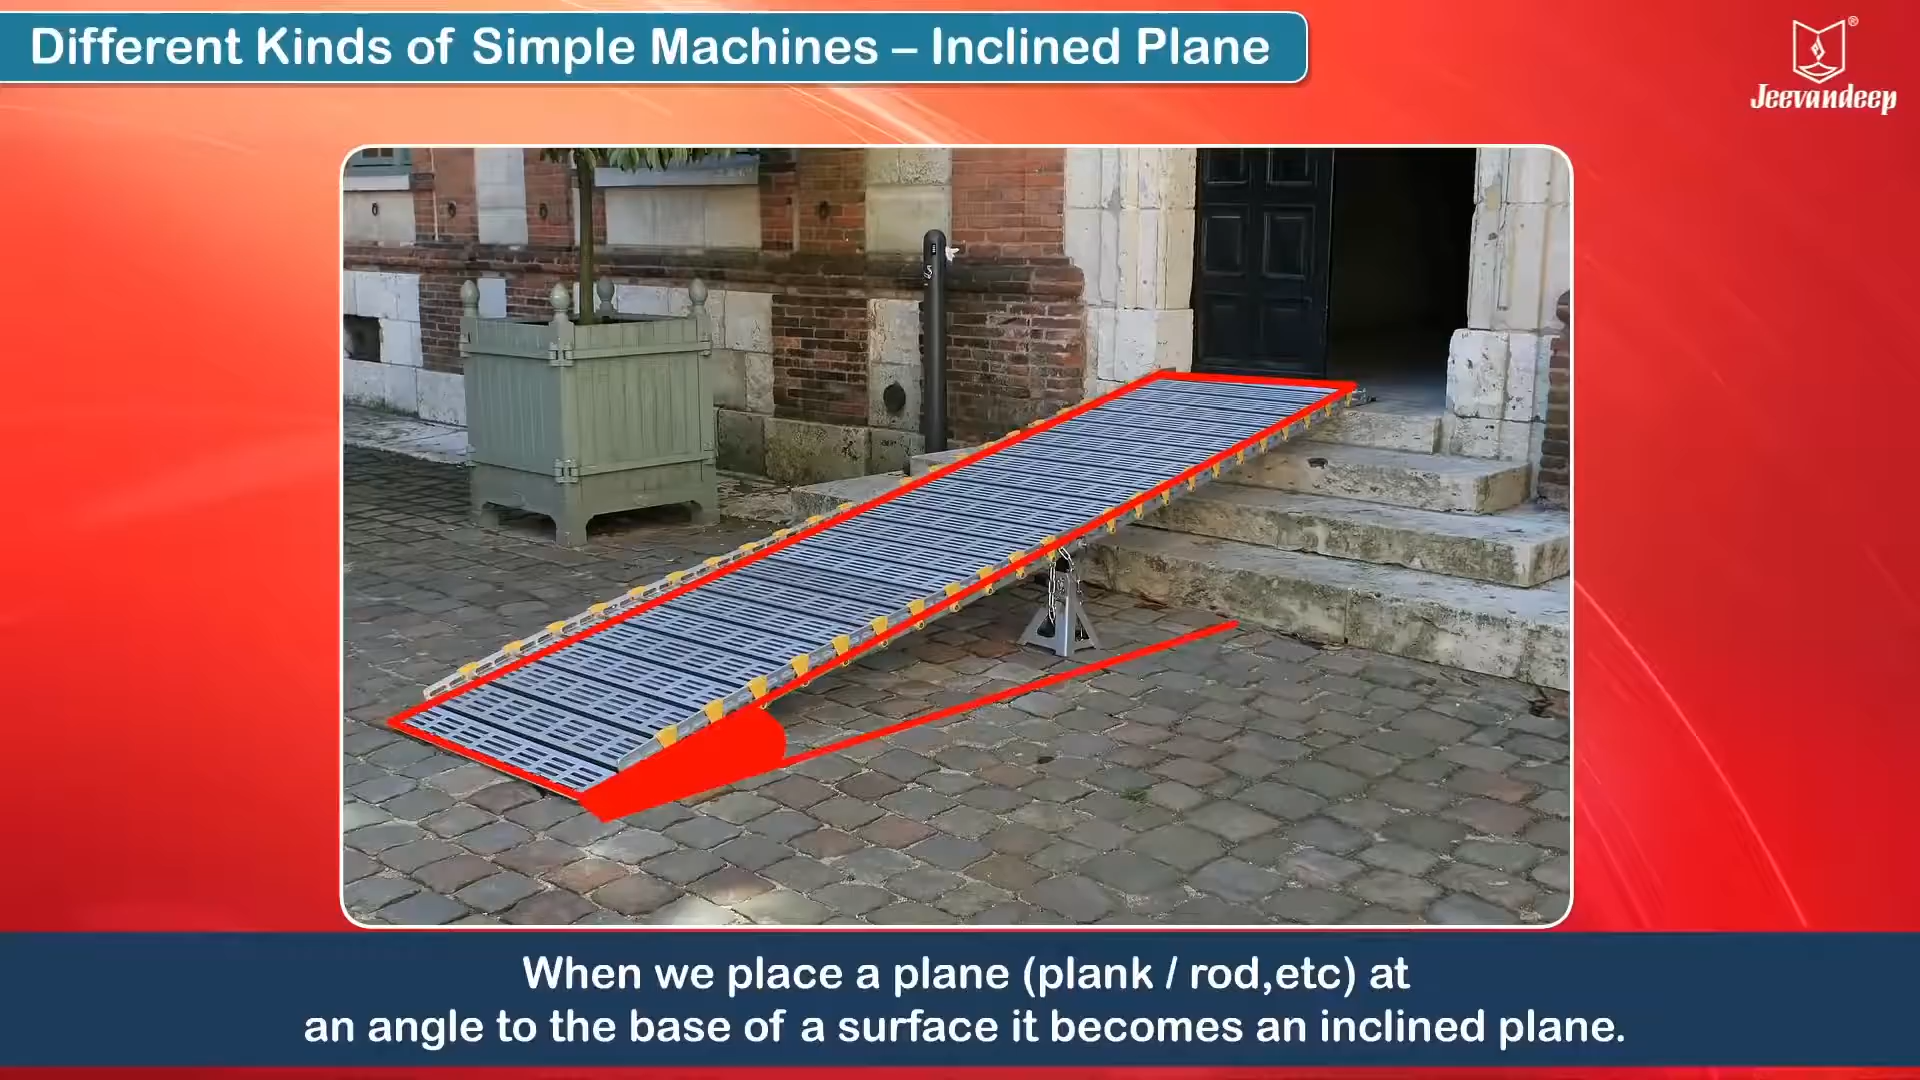 Different Kinds of Simple Machines – Inclined Plane
Jeevandeep®
When we place a plane (plank / rod,etc) at
an angle to the base of a surface it becomes an inclined plane.